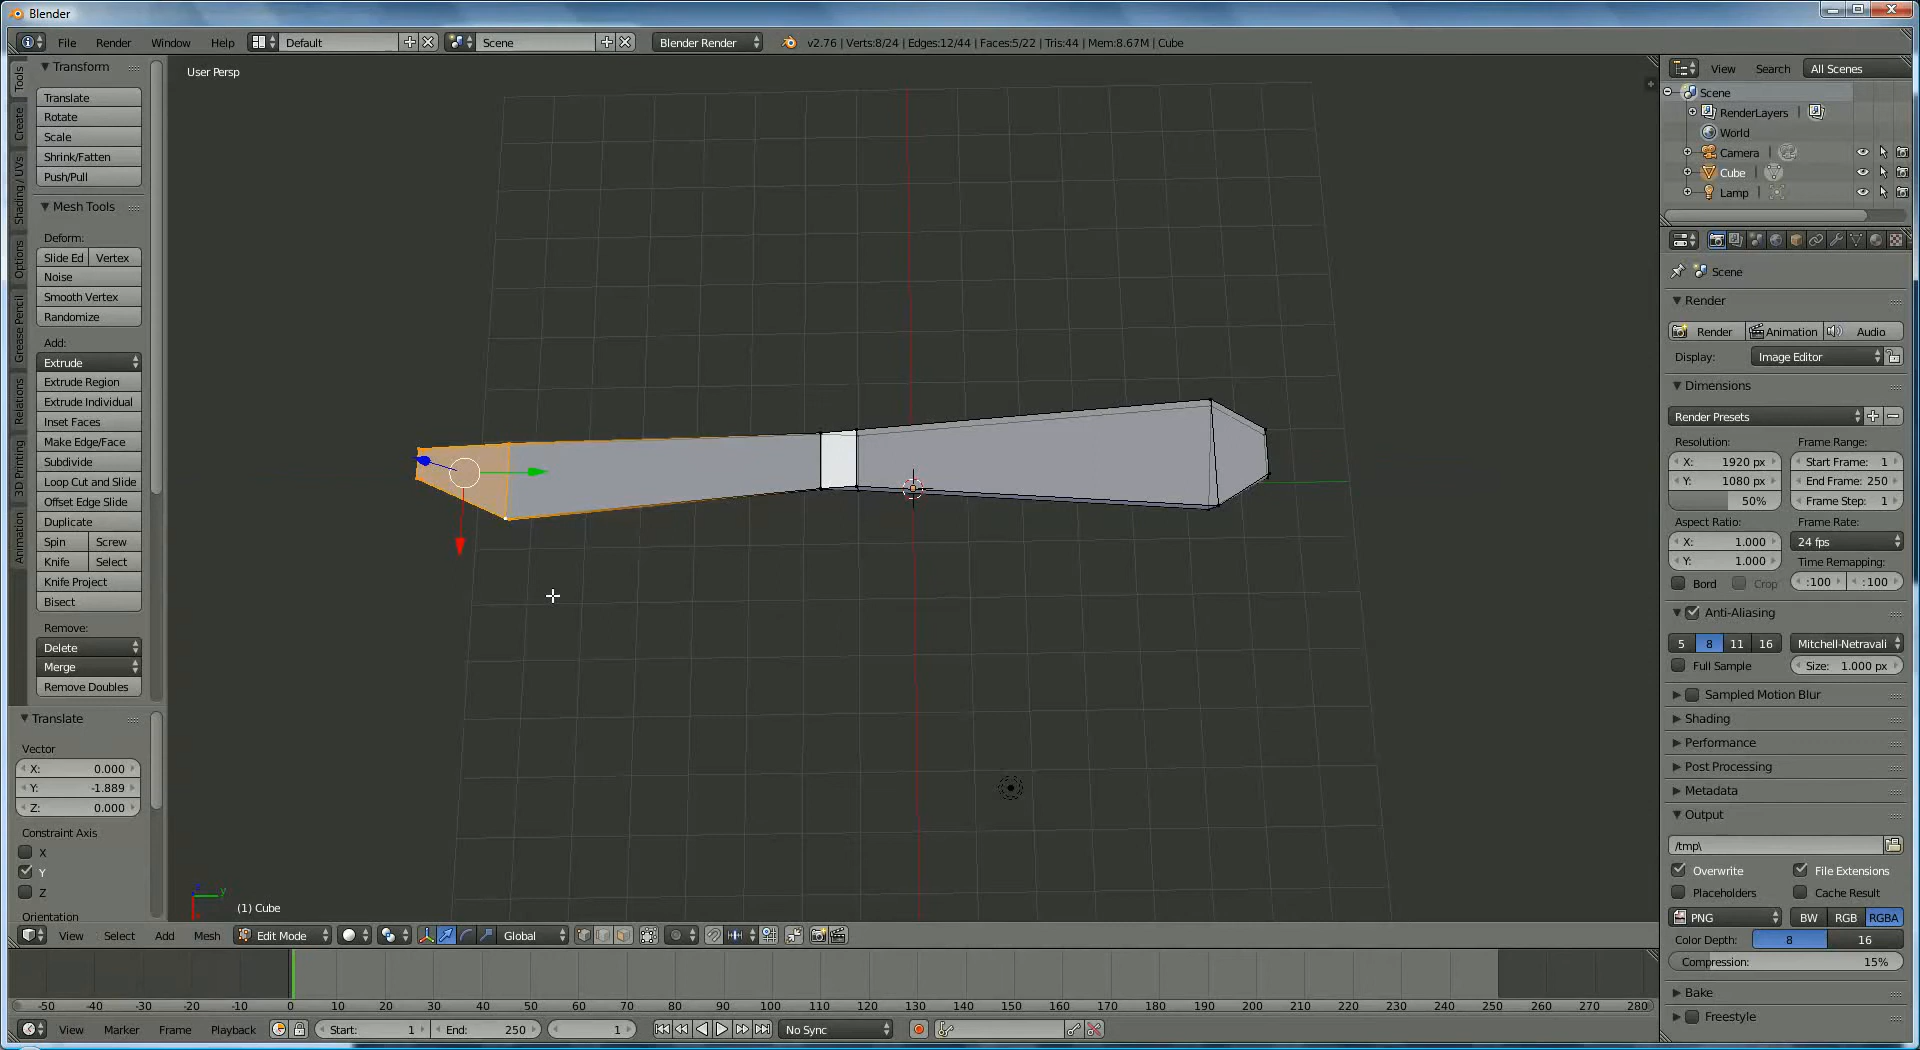 Blender
File Render Window Help Default Scene Blender Render v2.76 | Verts:8/24 | Edges:12/44 | Faces:5/22 | Tris:44 | Mem:8.67M | Cube
User Persp
Tools
Create
Shading / UVs
Options
Grease Pencil
Relations
3D Printing
Animation
Transform
Translate
Rotate
Scale
Shrink/Fatten
Push/Pull
Mesh Tools
Deform:
Slide Ed Vertex
Noise
Smooth Vertex
Randomize
Add:
Extrude
Extrude Region
Extrude Individual
Inset Faces
Make Edge/Face
Subdivide
Loop Cut and Slide
Offset Edge Slide
Duplicate
Spin Screw
Knife Select
Knife Project
Bisect
Remove:
Delete
Merge
Remove Doubles
Translate
Vector
X: 0.000
Y: -1.889
Z: 0.000
Constraint Axis
X
Y
Z
Orientation
y
(1) Cube
View Select Add Mesh Edit Mode Global
-50 -40 -30 -20 -10 0 10 20 30 40 50 60 70 80 90 100 110 120 130 140 150 160 170 180 190 200 210 220 230 240 250 260 270 280
View Marker Frame Playback Start: 1 End: 250 1 No Sync
View Search All Scenes
Scene
RenderLayers
World
Camera
Cube
Lamp
Scene
Render
Render Animation Audio
Display: Image Editor
Dimensions
Render Presets
Resolution: Frame Range:
X: 1920 px Start Frame: 1
Y: 1080 px End Frame: 250
50% Frame Step: 1
Aspect Ratio: Frame Rate:
X: 1.000 24 fps
Y: 1.000 Time Remapping:
Bord Crop :100 :100
Anti-Aliasing
5 8 11 16 Mitchell-Netravali
Full Sample Size: 1.000 px
Sampled Motion Blur
Shading
Performance
Post Processing
Metadata
Output
/tmp\
Overwrite File Extensions
Placeholders Cache Result
PNG BW RGB RGBA
Color Depth: 8 16
Compression: 15%
Bake
Freestyle